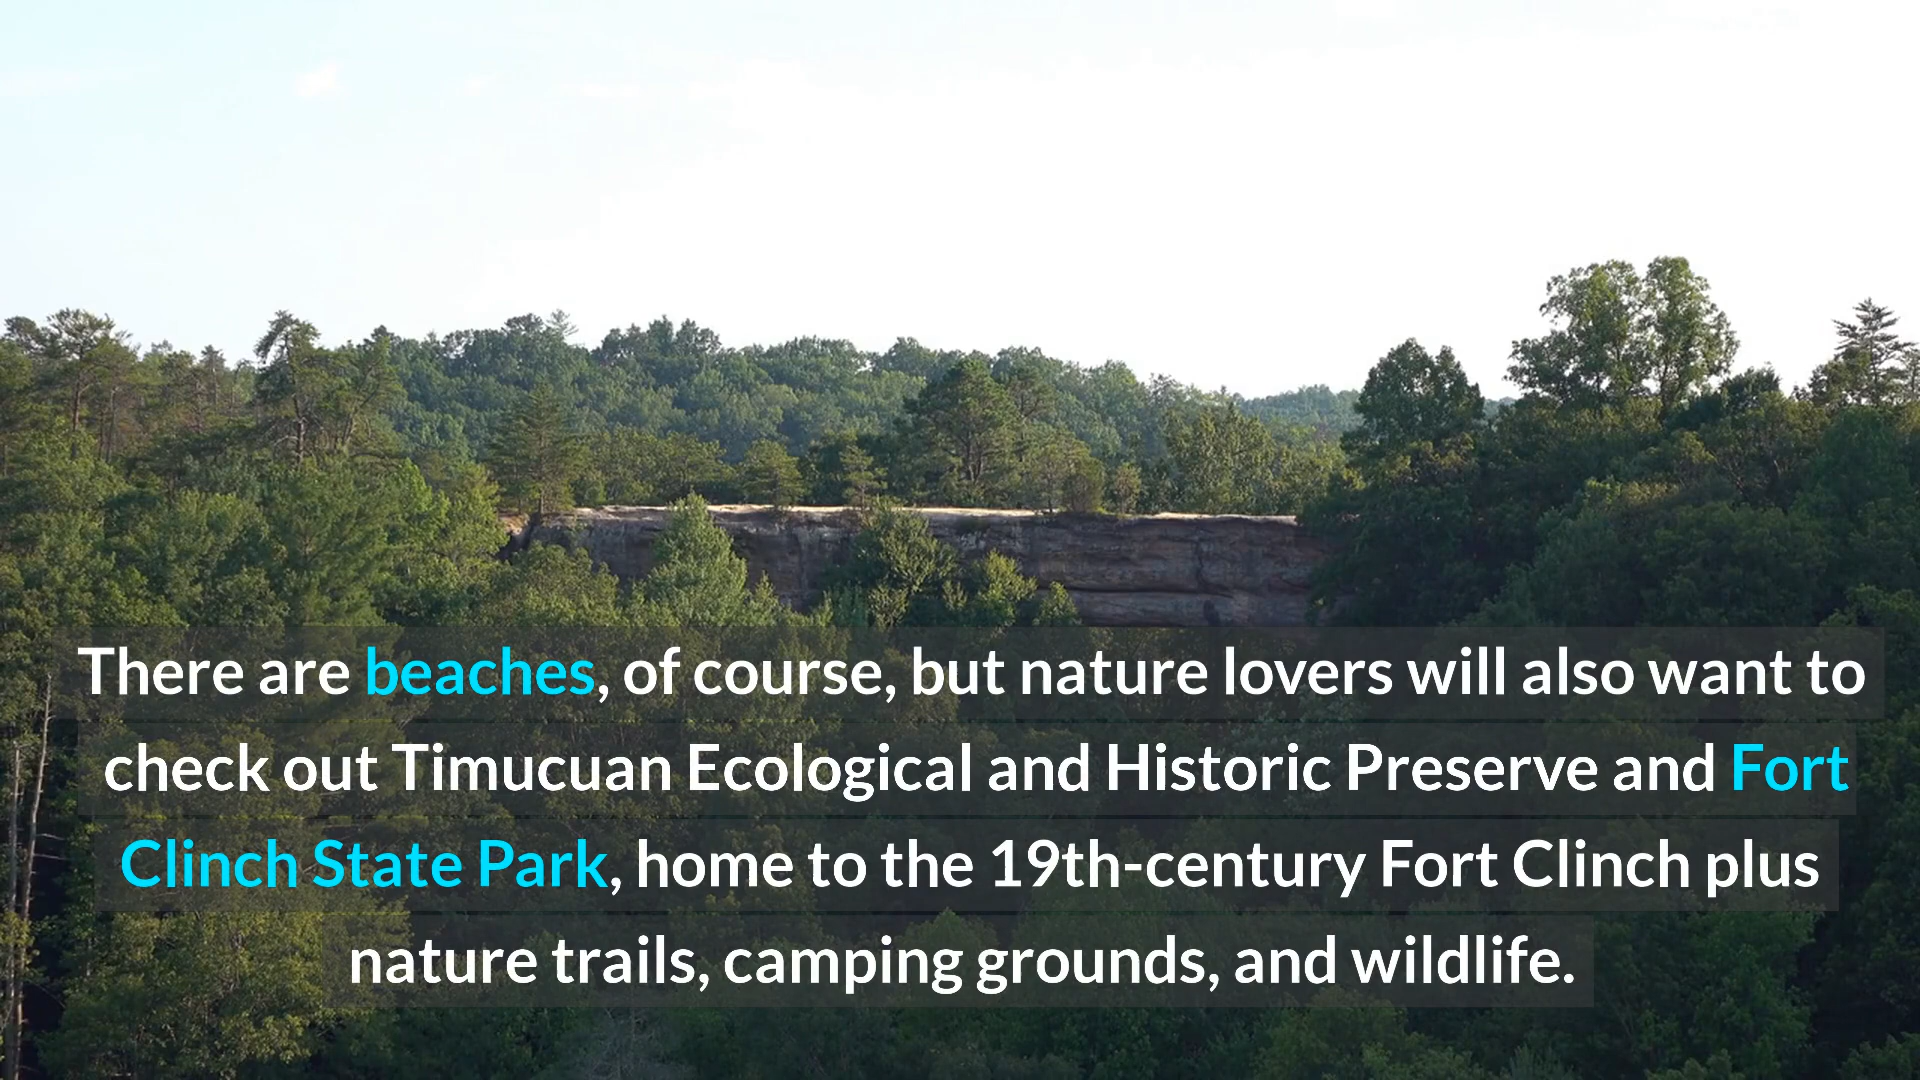 There are beaches, of course, but nature lovers will also want to
check out Timucuan Ecological and Historic Preserve and Fort
Clinch State Park, home to the 19th-century Fort Clinch plus
nature trails, camping grounds, and wildlife.